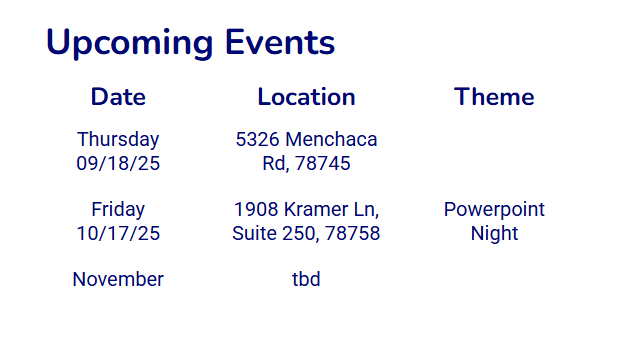 Upcoming Events
Date Location Theme
Thursday 5326 Menchaca
09/18/25 Rd, 78745
Friday 1908 Kramer Ln, Powerpoint
10/17/25 Suite 250, 78758 Night
November tbd